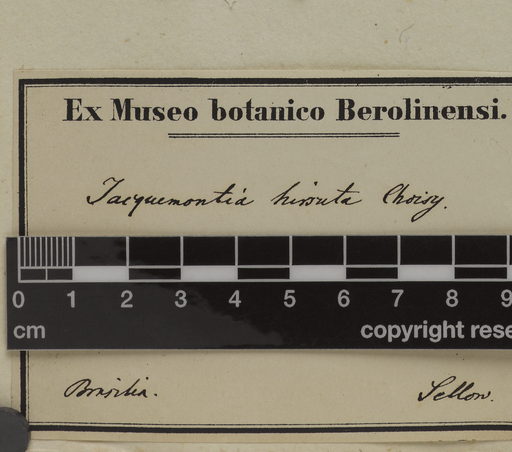 Ex Museo botanico Berolinensi.
Jacquemontia hirsuta Choisy.
0 1 2 3 4 5 6 7 8 9
cm copyright rese
Brasilia. Sellow.